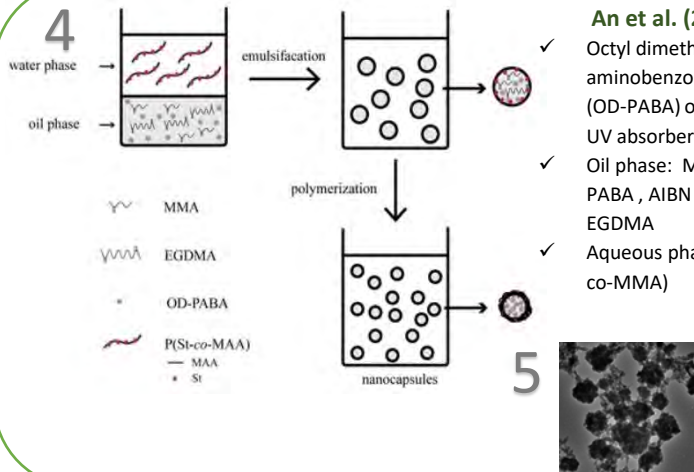 4
water phase
emulsifacation
oil phase
polymerization
MMA
EGDMA
OD-PABA
P(St-co-MAA)
MAA
St
nanocapsules
An et al. (2
✓ Octyl dimeth
aminobenzo
(OD-PABA) o
UV absorber
✓ Oil phase: M
PABA , AIBN
EGDMA
✓ Aqueous pha
co-MMA)
5